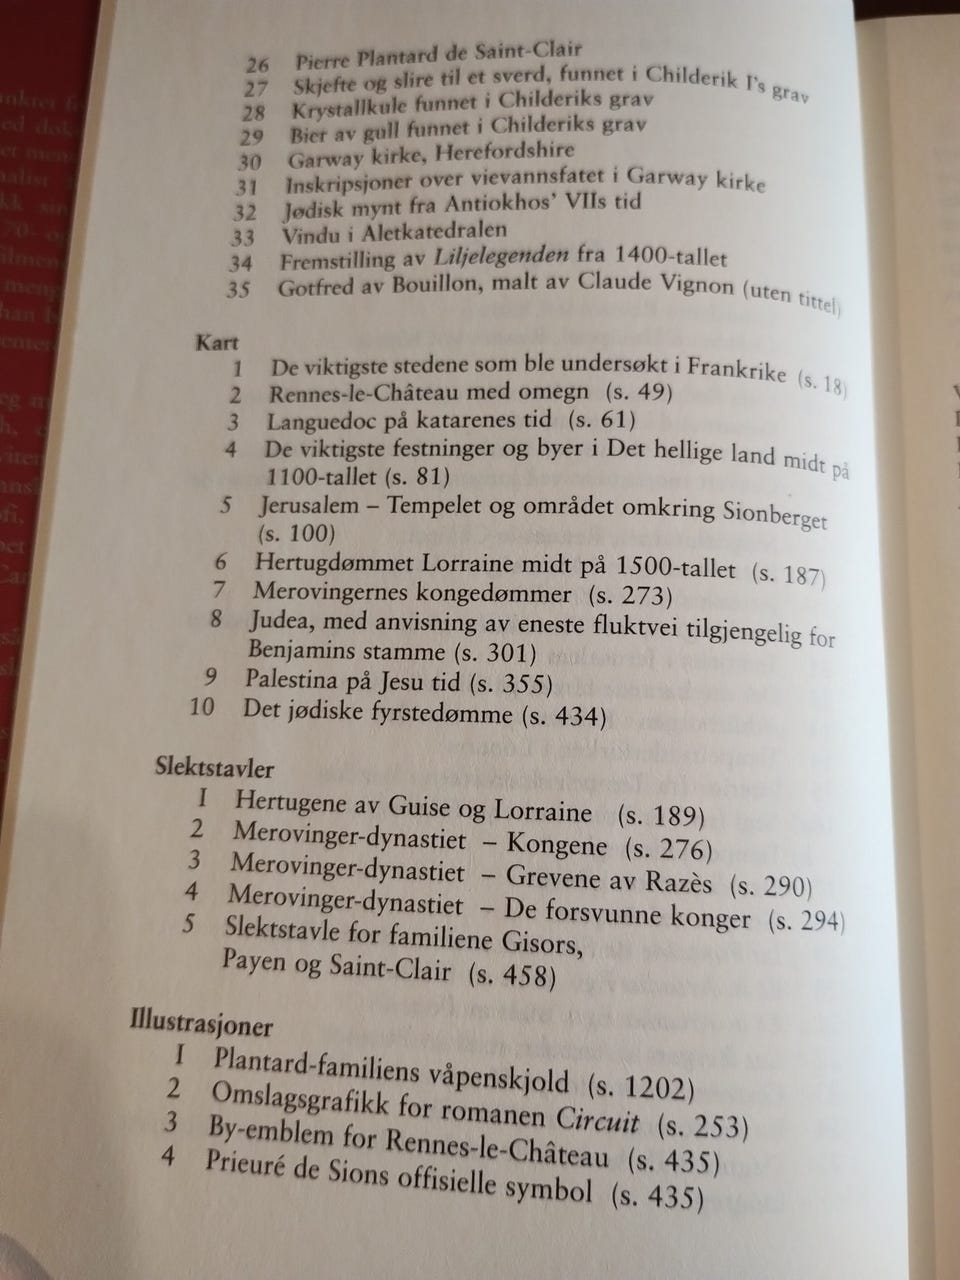 26 Pierre Plantard de Saint-Clair
27 Skjefte og slire til et sverd, funnet i Childerik I's grav
28 Krystallkule funnet i Childeriks grav
29 Bier av gull funnet i Childeriks grav
30 Garway kirke, Herefordshire
31 Inskripsjoner over vievannsfatet i Garway kirke
32 Jødisk mynt fra Antiokhos' VIIs tid
33 Vindu i Aletkatedralen
34 Fremstilling av Liljelegenden fra 1400-tallet
35 Gotfred av Bouillon, malt av Claude Vignon (uten tittel)
Kart
1 De viktigste stedene som ble undersøkt i Frankrike (s. 18)
2 Rennes-le-Château med omegn (s. 49)
3 Languedoc på katarenes tid (s. 61)
4 De viktigste festninger og byer i Det hellige land midt på
1100-tallet (s. 81)
5 Jerusalem – Tempelet og området omkring Sionberget
(s. 100)
6 Hertugdømmet Lorraine midt på 1500-tallet (s. 187)
7 Merovingernes kongedømmer (s. 273)
8 Judea, med anvisning av eneste fluktvei tilgjengelig for
Benjamins stamme (s. 301)
9 Palestina på Jesu tid (s. 355)
10 Det jødiske fyrstedømme (s. 434)
Slektstavler
1 Hertugene av Guise og Lorraine (s. 189)
2 Merovinger-dynastiet – Kongene (s. 276)
3 Merovinger-dynastiet – Grevene av Razès (s. 290)
4 Merovinger-dynastiet – De forsvunne konger (s. 294)
5 Slektstavle for familiene Gisors,
Payen og Saint-Clair (s. 458)
Illustrasjoner
1 Plantard-familiens våpenskjold (s. 1202)
2 Omslagsgrafikk for romanen Circuit (s. 253)
3 By-emblem for Rennes-le-Château (s. 435)
4 Prieuré de Sions offisielle symbol (s. 435)